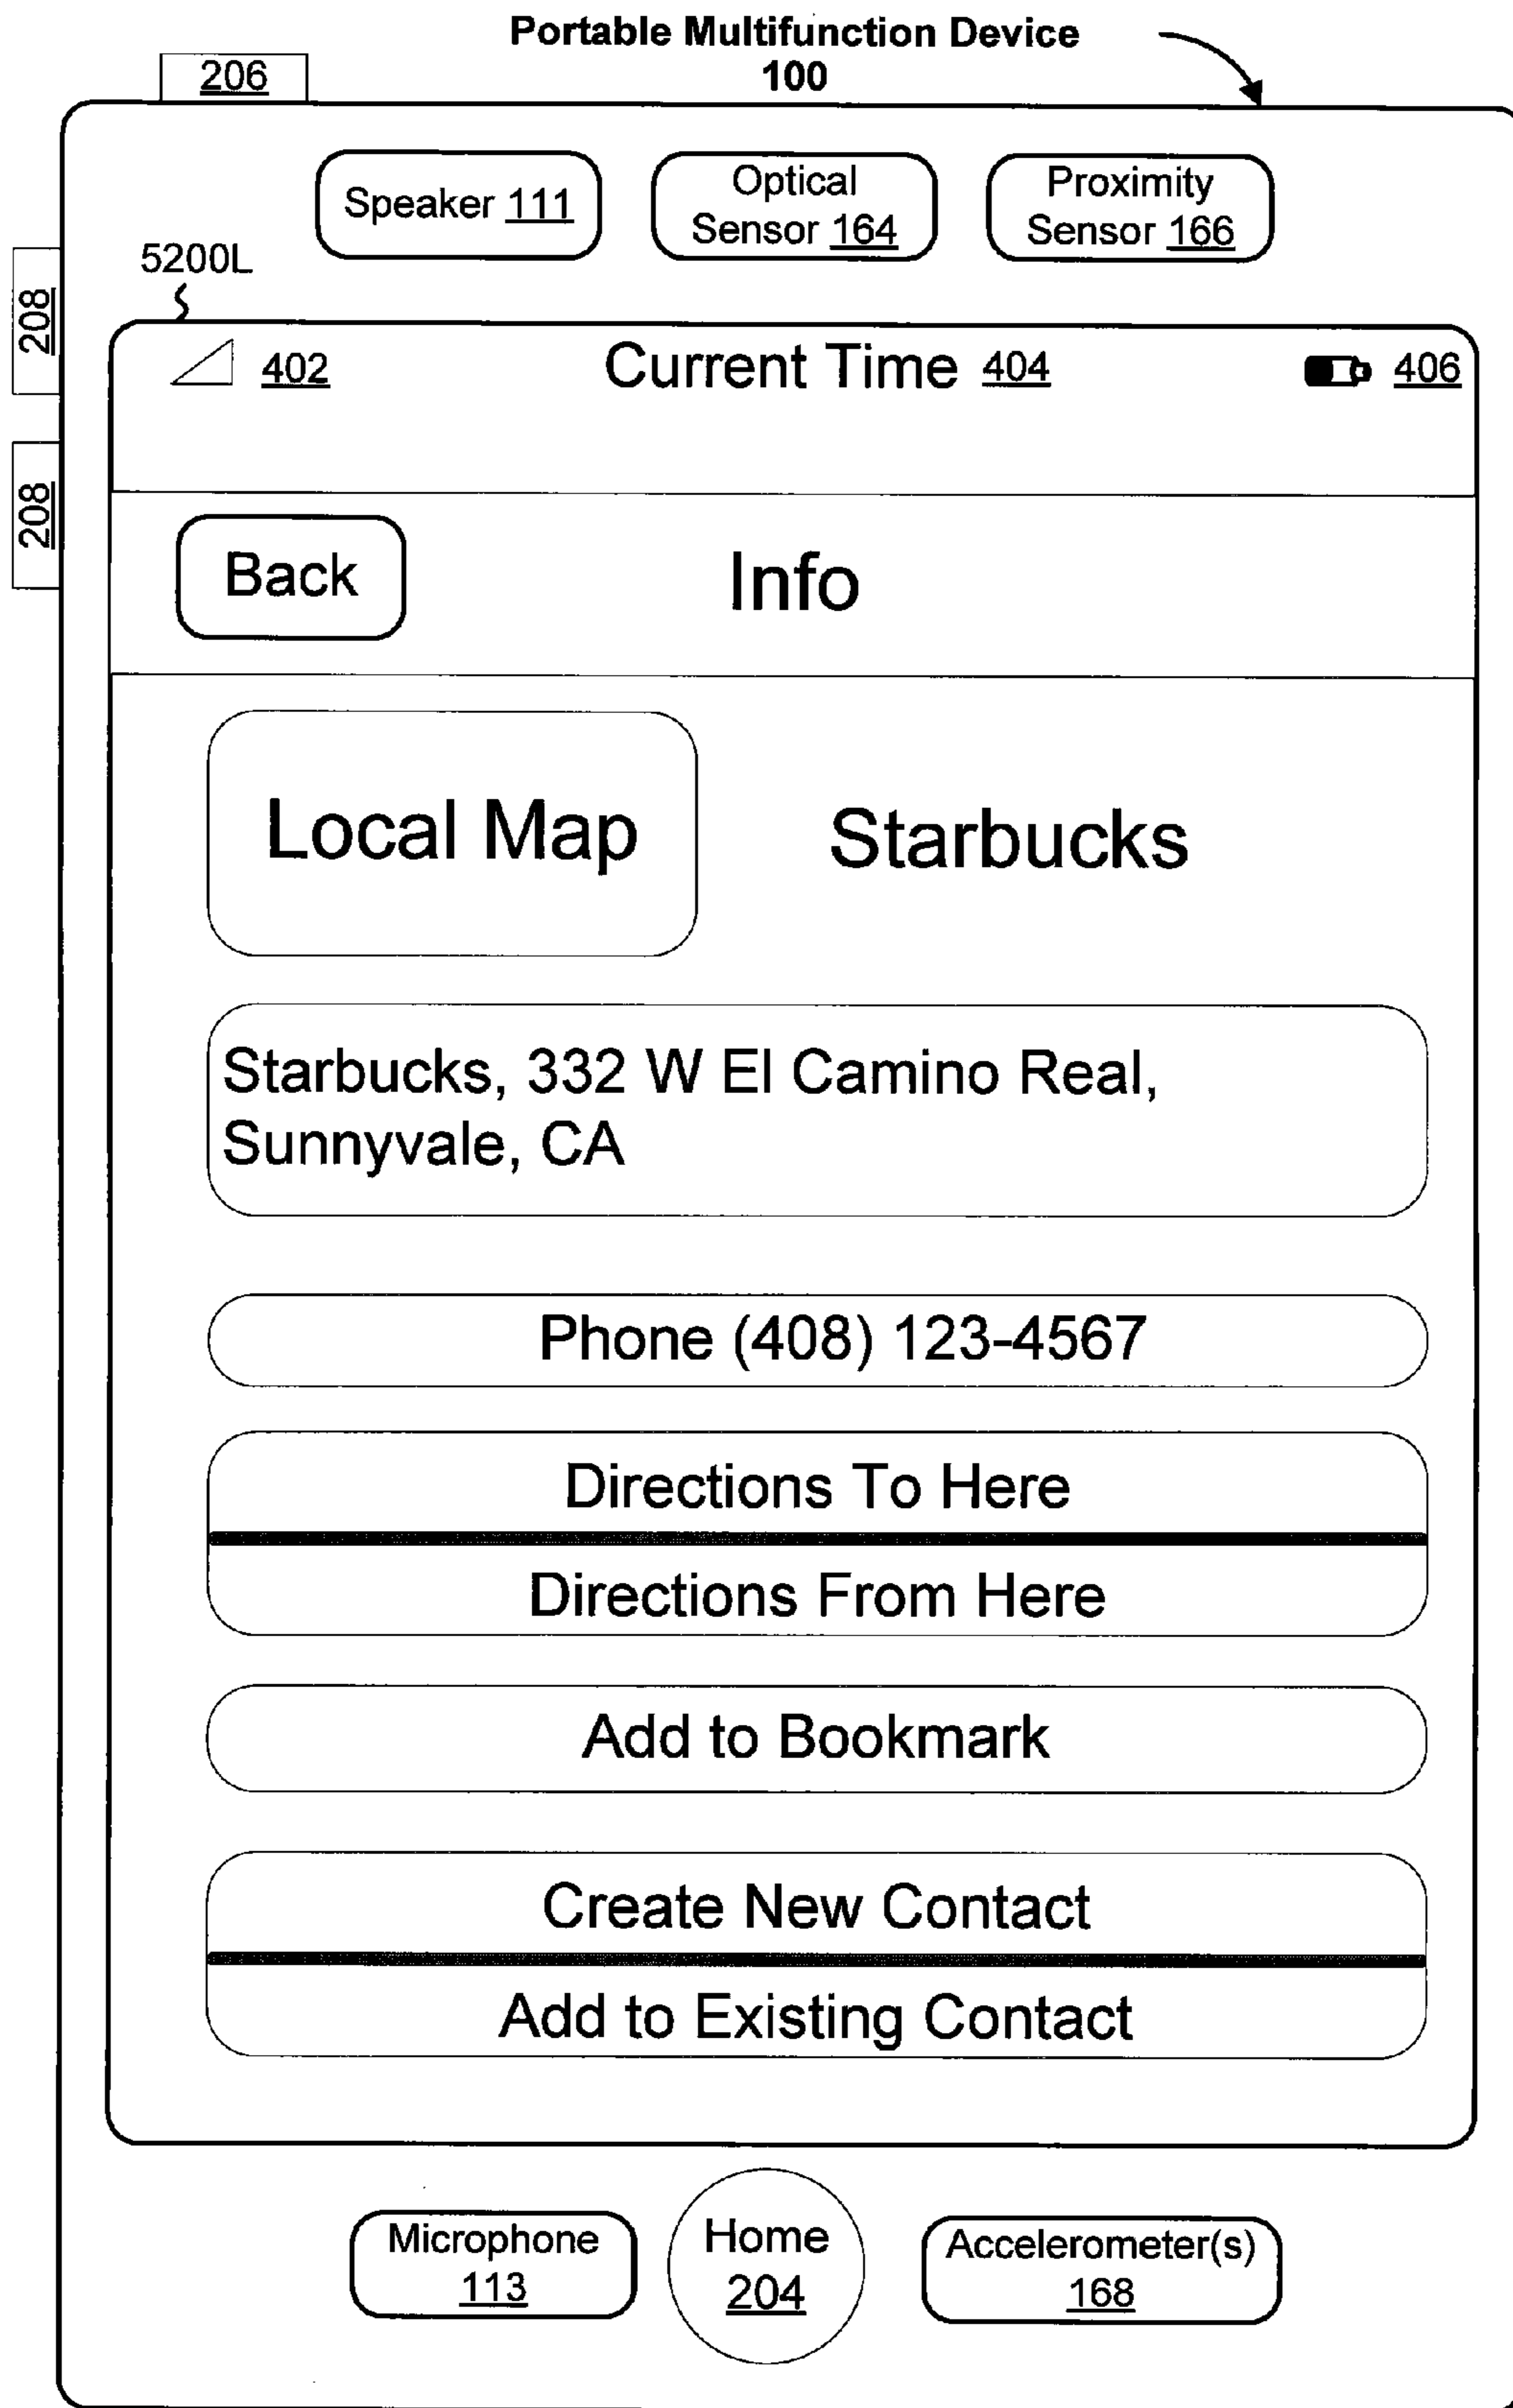 Portable Multifunction Device
100
206
Speaker 111
Optical
Sensor 164
Proximity
Sensor 166
5200L
208
208
402
Current Time 404
406
Back
Info
Local Map
Starbucks
Starbucks, 332 W El Camino Real,
Sunnyvale, CA
Phone (408) 123-4567
Directions To Here
Directions From Here
Add to Bookmark
Create New Contact
Add to Existing Contact
Microphone
113
Home
204
Accelerometer(s)
168